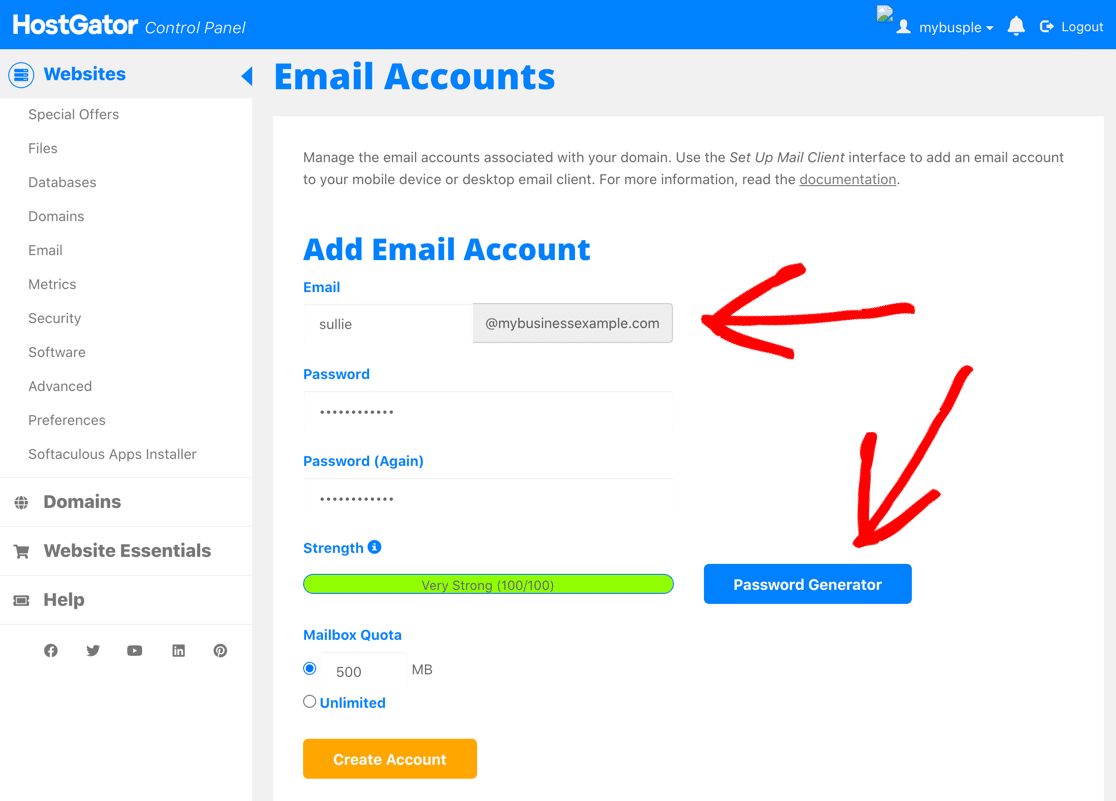 HostGator Control Panel
mybusple
Logout
Websites
Special Offers
Files
Databases
Domains
Email
Metrics
Security
Software
Advanced
Preferences
Softaculous Apps Installer
Domains
Website Essentials
Help
Email Accounts
Manage the email accounts associated with your domain. Use the Set Up Mail Client interface to add an email account
to your mobile device or desktop email client. For more information, read the documentation.
Add Email Account
Email
sullie @mybusinessexample.com
Password
••••••••••••
Password (Again)
••••••••••••
Strength
Very Strong (100/100)
Password Generator
Mailbox Quota
500 MB
Unlimited
Create Account